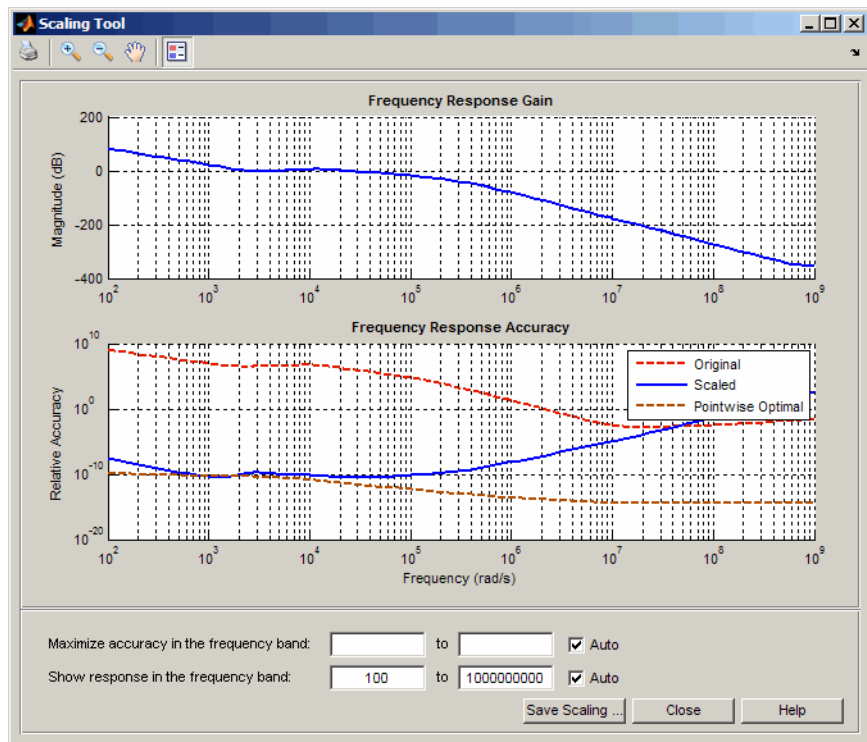 Scaling Tool
Frequency Response Gain
Magnitude (dB)
200
0
-200
-400
10^2 10^3 10^4 10^5 10^6 10^7 10^8 10^9
Frequency Response Accuracy
Relative Accuracy
10^10
10^0
10^-10
10^-20
Original
Scaled
Pointwise Optimal
10^2 10^3 10^4 10^5 10^6 10^7 10^8 10^9
Frequency (rad/s)
Maximize accuracy in the frequency band: to Auto
Show response in the frequency band: 100 to 1000000000 Auto
Save Scaling ... Close Help